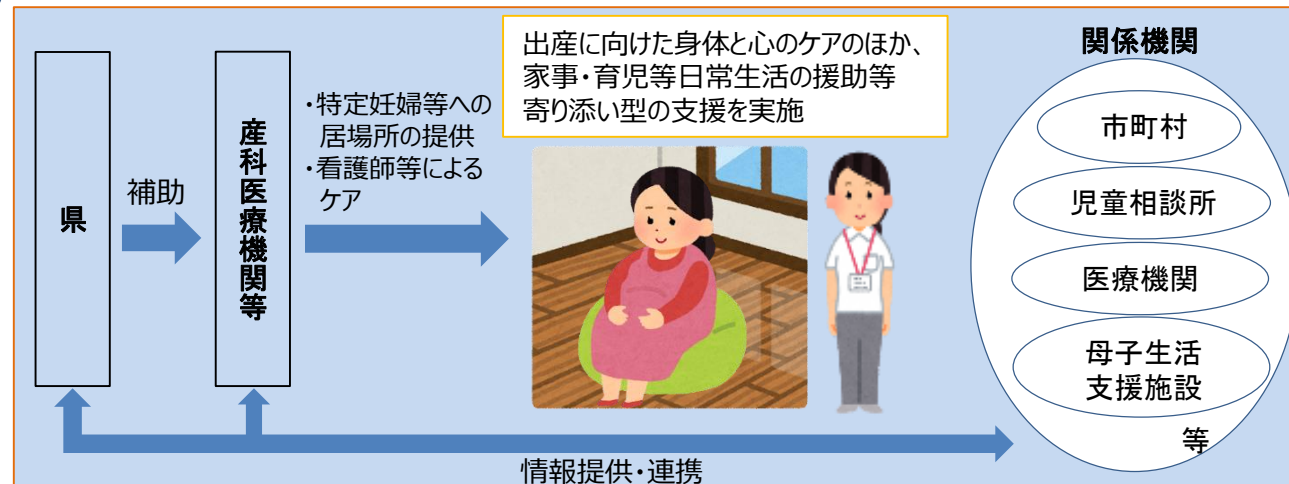 県
補助
産科医療機関等
・特定妊婦等への
居場所の提供
・看護師等による
ケア
出産に向けた身体と心のケアのほか、
家事・育児等日常生活の援助等
寄り添い型の支援を実施
関係機関
市町村
児童相談所
医療機関
母子生活
支援施設
等
情報提供・連携